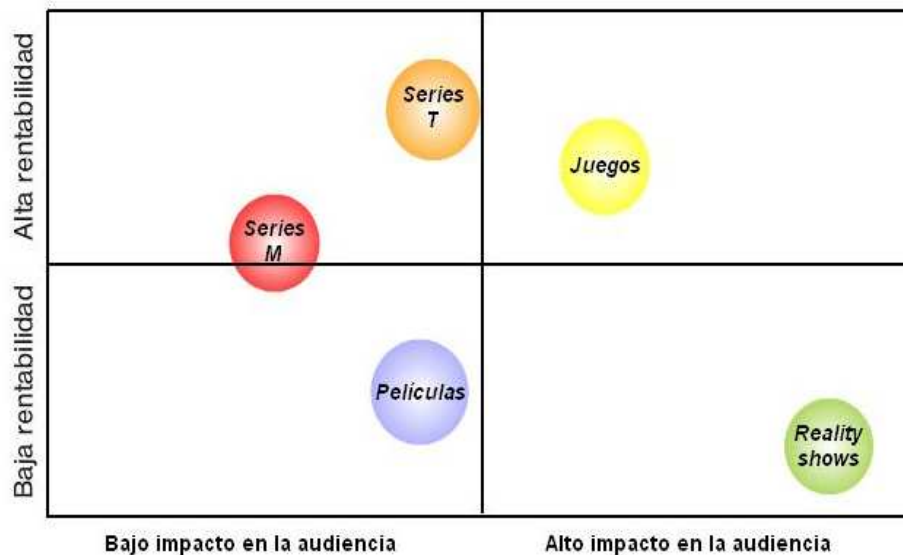 Alta rentabilidad
Series
T
Juegos
Series
M
Baja rentabilidad
Películas
Reality
shows
Bajo impacto en la audiencia
Alto impacto en la audiencia